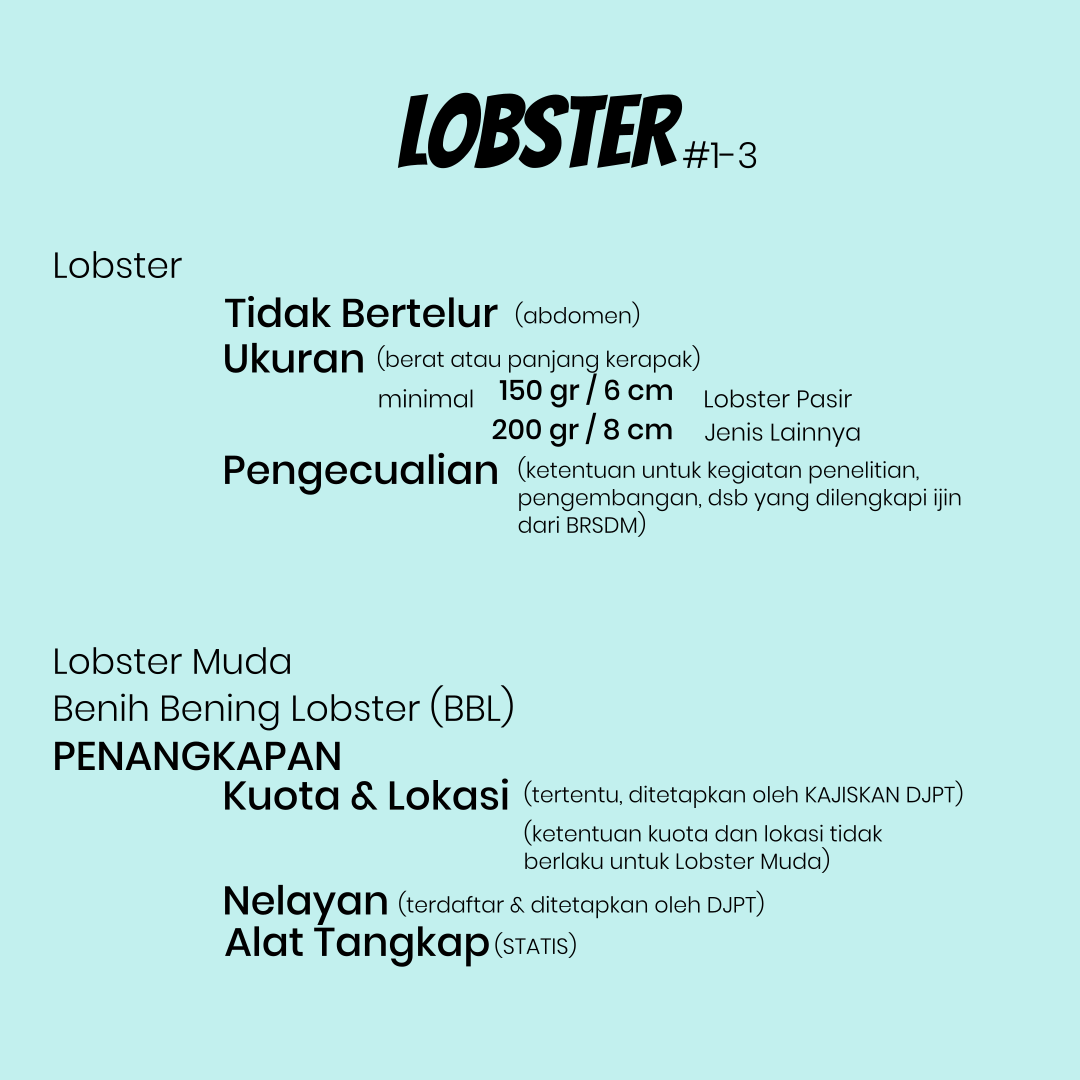 LOBSTER #1-3
Lobster
Tidak Bertelur (abdomen)
Ukuran (berat atau panjang kerapak)
minimal 150 gr / 6 cm Lobster Pasir
200 gr / 8 cm Jenis Lainnya
Pengecualian (ketentuan untuk kegiatan penelitian,
pengembangan, dsb yang dilengkapi ijin
dari BRSDM)
Lobster Muda
Benih Bening Lobster (BBL)
PENANGKAPAN
Kuota & Lokasi (tertentu, ditetapkan oleh KAJISKAN DJPT)
(ketentuan kuota dan lokasi tidak
berlaku untuk Lobster Muda)
Nelayan (terdaftar & ditetapkan oleh DJPT)
Alat Tangkap (STATIS)